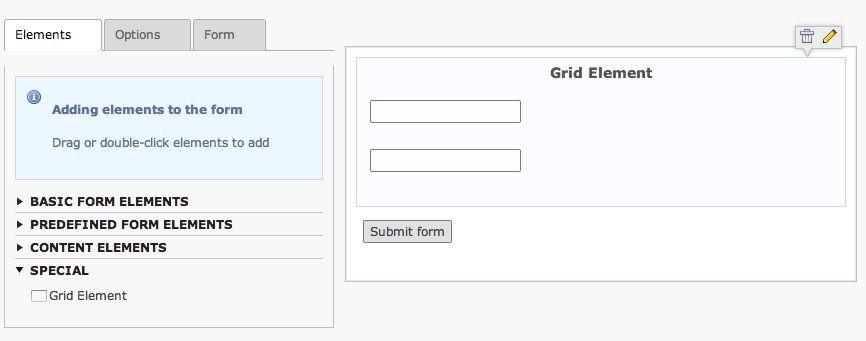 Elements
Options
Form
Adding elements to the form
Drag or double-click elements to add
BASIC FORM ELEMENTS
PREDEFINED FORM ELEMENTS
CONTENT ELEMENTS
SPECIAL
Grid Element
Grid Element
Submit form